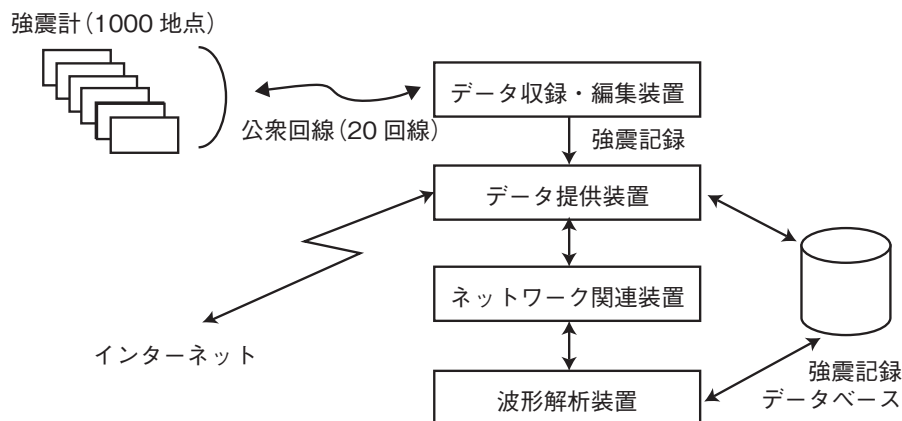 強震計（1000 地点）
データ収録・編集装置
公衆回線（20 回線）
強震記録
データ提供装置
ネットワーク関連装置
インターネット
波形解析装置
強震記録
データベース